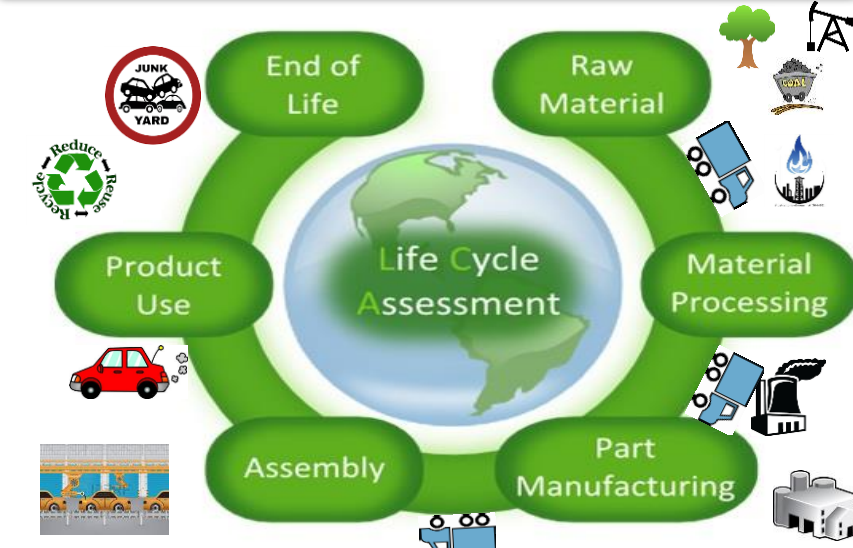 End of
Life
Raw
Material
JUNK
YARD
COAL
Reduce
Reuse
Recycle
Product
Use
Life Cycle
Assessment
Material
Processing
Assembly
Part
Manufacturing